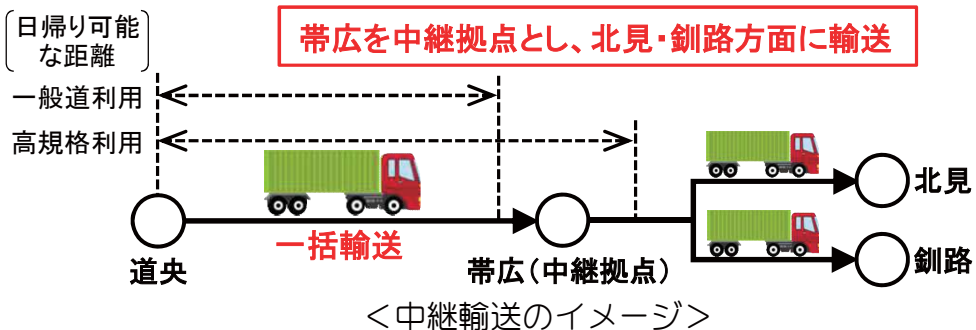 日帰り可能
な距離
帯広を中継拠点とし、北見・釧路方面に輸送
一般道利用
高規格利用
一括輸送
道央
帯広(中継拠点)
北見
釧路
<中継輸送のイメージ>